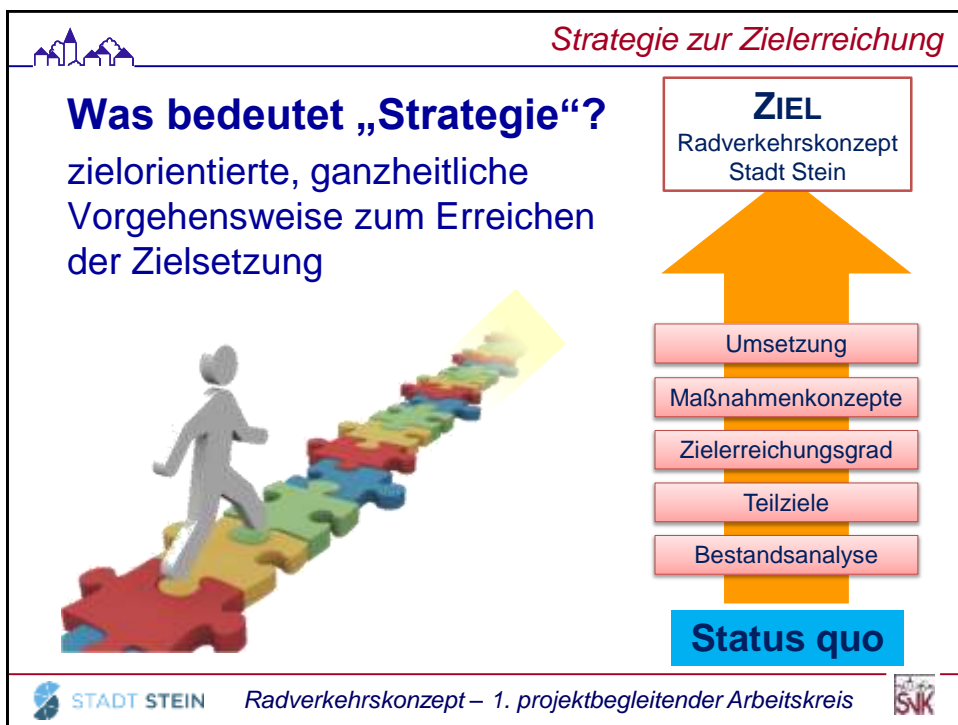 Strategie zur Zielerreichung
Was bedeutet „Strategie“?
zielorientierte, ganzheitliche
Vorgehensweise zum Erreichen
der Zielsetzung
ZIEL
Radverkehrskonzept
Stadt Stein
Umsetzung
Maßnahmenkonzepte
Zielerreichungsgrad
Teilziele
Bestandsanalyse
Status quo
STADT STEIN
Radverkehrskonzept – 1. projektbegleitender Arbeitskreis
SVK